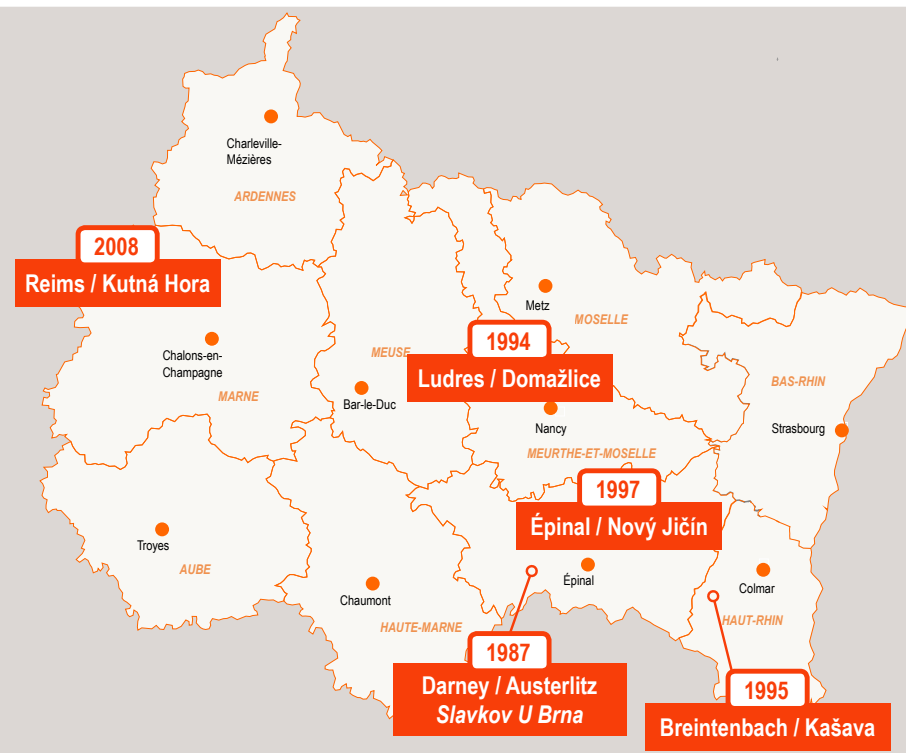 Charleville-
Mézières
ARDENNES
2008
Reims / Kutná Hora
Metz
MOSELLE
1994
Ludres / Domažlice
Chalons-en-
Champagne
MARNE
MEUSE
Bar-le-Duc
BAS-RHIN
Strasbourg
Nancy
MEURTHE-ET-MOSELLE
1997
Épinal / Nový Jičín
Troyes
AUBE
Chaumont
HAUTE-MARNE
Épinal
Colmar
HAUT-RHIN
1987
Darney / Austerlitz
Slavkov U Brna
1995
Breintenbach / Kašava